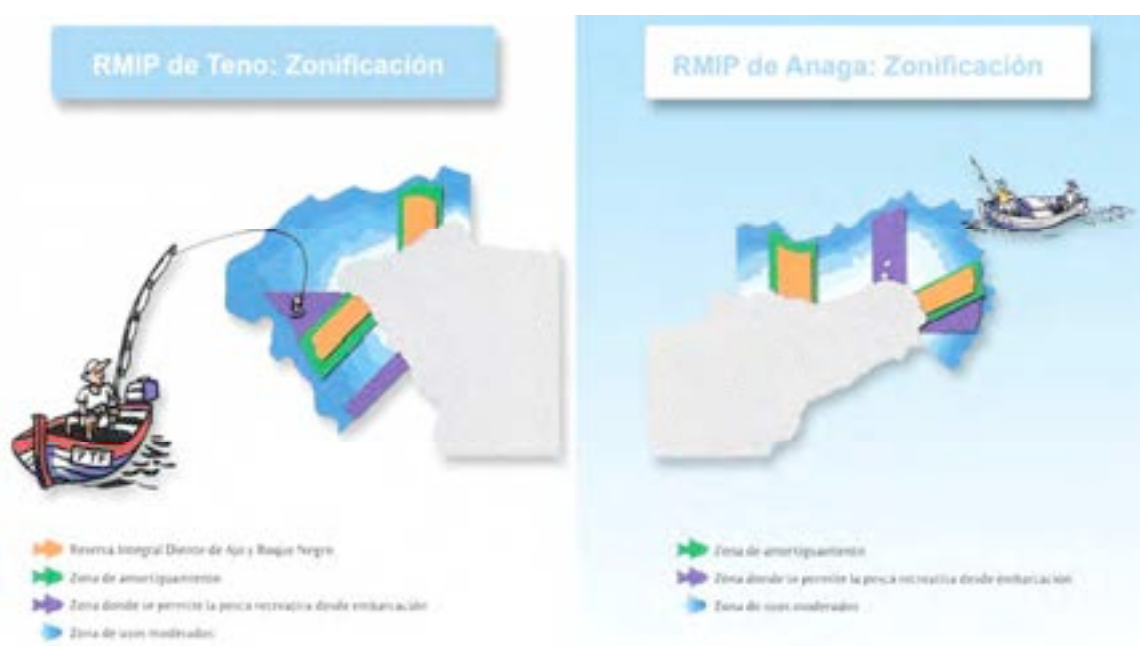 RMIP de Teno: Zonificación
RMIP de Anaga: Zonificación
PTF
Reserva Integral Diente de Ajo y Roque Negro
Zona de amortiguamiento
Zona donde se permite la pesca recreativa desde embarcación
Zona de usos moderados
Zona de amortiguamiento
Zona donde se permite la pesca recreativa desde embarcación
Zona de usos moderados